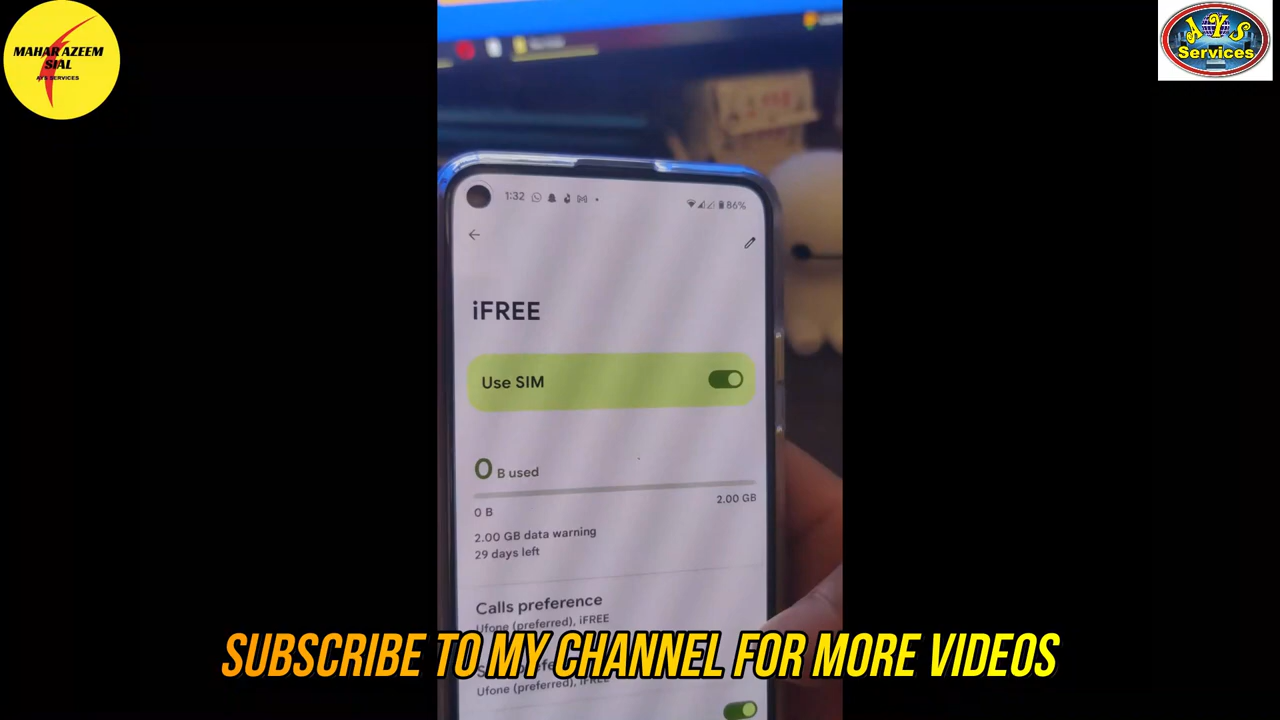 MAHAR AZEEM
SIAL
AYS SERVICES
AYS
Services
1:32
86%
iFREE
Use SIM
0 B used
2.00 GB
0 B
2.00 GB data warning
29 days left
Calls preference
Ufone (preferred), iFREE
SUBSCRIBE TO MY CHANNEL FOR MORE VIDEOS
Ufone (preferred), iFREE